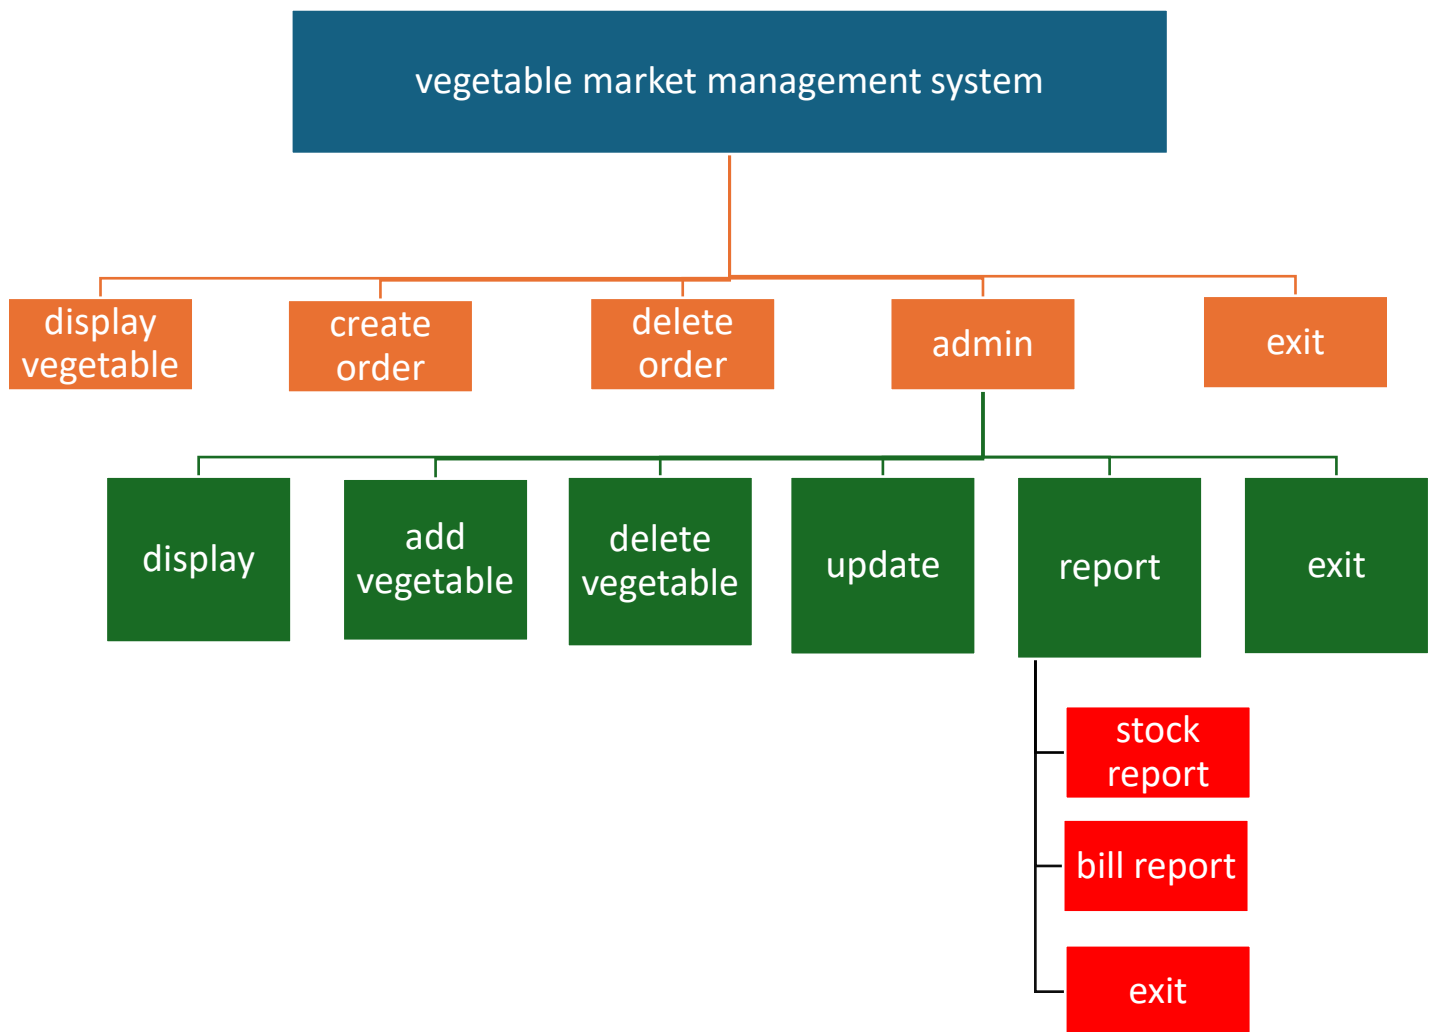 vegetable market management system
display
vegetable
create
order
delete
order
admin
exit
display
add
vegetable
delete
vegetable
update
report
exit
stock
report
bill report
exit